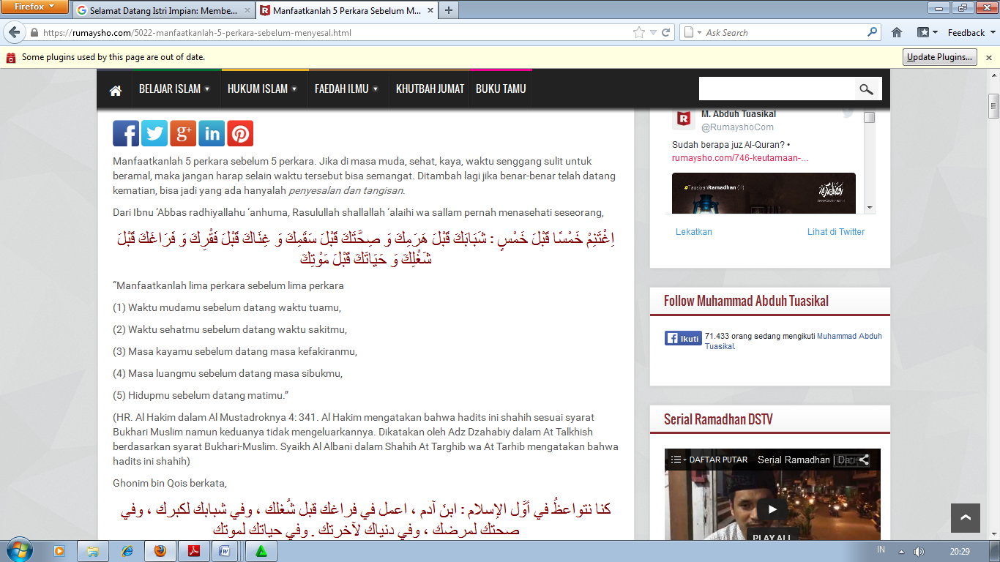 Firefox
Selamat Datang Istri Impian: Membe...
Manfaatkanlah 5 Perkara Sebelum M...
https://rumaysho.com/5022-manfaatkanlah-5-perkara-sebelum-menyesal.html
Ask Search
Feedback
Some plugins used by this page are out of date.
Update Plugins...
BELAJAR ISLAM
HUKUM ISLAM
FAEDAH ILMU
KHUTBAH JUMAT
BUKU TAMU
Manfaatkanlah 5 perkara sebelum 5 perkara. Jika di masa muda, sehat, kaya, waktu senggang sulit untuk
beramal, maka jangan harap selain waktu tersebut bisa semangat. Ditambah lagi jika benar-benar telah datang
kematian, bisa jadi yang ada hanyalah penyesalan dan tangisan.
Dari Ibnu ‘Abbas radhiyallahu ‘anhuma, Rasulullah shallallah ‘alaihi wa sallam pernah menasehati seseorang,
اِغْتَنِمْ خَمْسًا قَبْلَ خَمْسٍ : شَبَابَكَ قَبْلَ هَرَمِكَ وَ صِحَّتَكَ قَبْلَ سَقَمِكَ وَ غِنَاكَ قَبْلَ فَقْرِكَ وَ فَرَاغَكَ قَبْلَ
شَغْلِكَ وَ حَيَاتَكَ قَبْلَ مَوْتِكَ
“Manfaatkanlah lima perkara sebelum lima perkara
(1) Waktu mudamu sebelum datang waktu tuamu,
(2) Waktu sehatmu sebelum datang waktu sakitmu,
(3) Masa kayamu sebelum datang masa kefakiranmu,
(4) Masa luangmu sebelum datang masa sibukmu,
(5) Hidupmu sebelum datang matimu.”
(HR. Al Hakim dalam Al Mustadroknya 4: 341. Al Hakim mengatakan bahwa hadits ini shahih sesuai syarat
Bukhari Muslim namun keduanya tidak mengeluarkannya. Dikatakan oleh Adz Dzahabiy dalam At Talkhish
berdasarkan syarat Bukhari-Muslim. Syaikh Al Albani dalam Shahih At Targhib wa At Tarhib mengatakan bahwa
hadits ini shahih)
Ghonim bin Qois berkata,
كنا نتواعظُ في أوَّل الإسلام : ابنَ آدم ، اعمل في فراغك قبل شُغلك ، وفي شبابك لكبرك ، وفي
صحتك لمرضك ، وفي دنياك لآخرتك . وفي حياتك لموتك
M. Abduh Tuasikal
@RumayshoCom
Sudah berapa juz Al-Quran? •
rumaysho.com/746-keutamaan-...
Lekatkan
Lihat di Twitter
Follow Muhammad Abduh Tuasikal
Ikuti
71.433 orang sedang mengikuti Muhammad Abduh
Tuasikal.
Serial Ramadhan DSTV
DAFTAR PUTAR
Serial Ramadhan |
PLAY ALL
IN
20:29